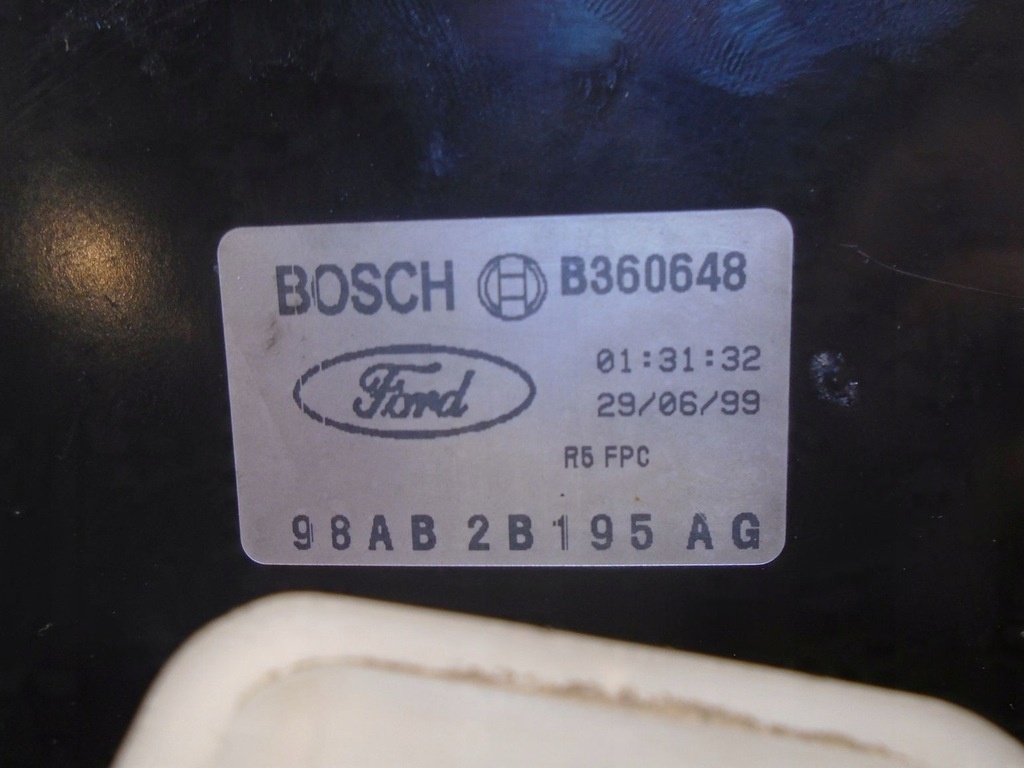 BOSCH B360648
Ford 01:31:32
29/06/99
R5 FPC
98AB 2B195 AG